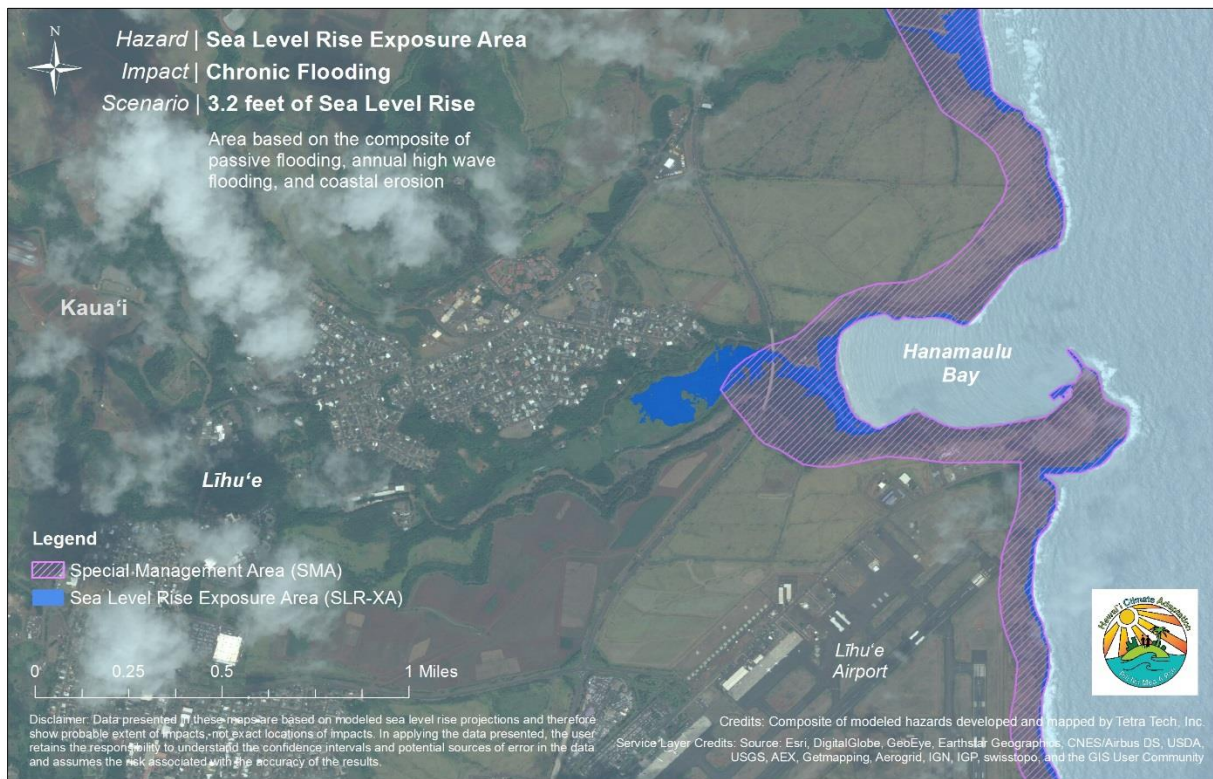 N
Hazard | Sea Level Rise Exposure Area
Impact | Chronic Flooding
Scenario | 3.2 feet of Sea Level Rise
Area based on the composite of
passive flooding, annual high wave
flooding, and coastal erosion
Kauaʻi
Hanamaulu
Bay
Līhuʻe
Legend
Special Management Area (SMA)
Sea Level Rise Exposure Area (SLR-XA)
0 0.25 0.5 1 Miles
Līhuʻe
Airport
Hawaiʻi Climate Adaptation
Disclaimer: Data presented in these maps are based on modeled sea level rise projections and therefore
show probable extent of impacts, not exact locations of impacts. In applying the data presented, the user
retains the responsibility to understand the confidence intervals and potential sources of error in the data
and assumes the risk associated with the accuracy of the results.
Credits: Composite of modeled hazards developed and mapped by Tetra Tech, Inc.
Service Layer Credits: Source: Esri, DigitalGlobe, GeoEye, Earthstar Geographics, CNES/Airbus DS, USDA,
USGS, AEX, Getmapping, Aerogrid, IGN, IGP, swisstopo, and the GIS User Community